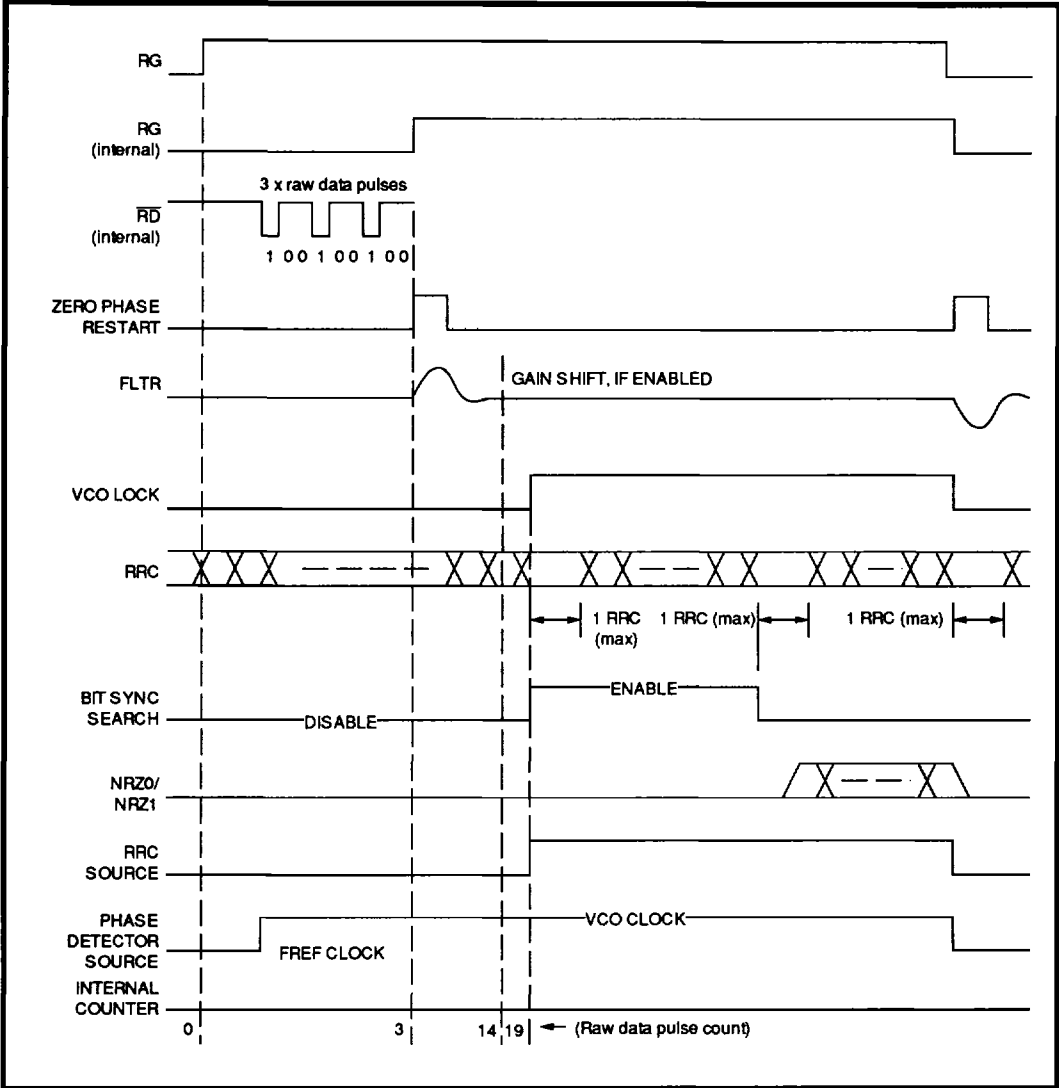 RG
RG
(internal)
3 x raw data pulses
RD
(internal)
1 0 0 1 0 0 1 0 0
ZERO PHASE
RESTART
FLTR
GAIN SHIFT, IF ENABLED
VCO LOCK
RRC
1 RRC
(max)
1 RRC (max)
1 RRC (max)
BIT SYNC
SEARCH
DISABLE
ENABLE
NRZ0/
NRZ1
RRC
SOURCE
PHASE
DETECTOR
SOURCE
FREF CLOCK
VCO CLOCK
INTERNAL
COUNTER
0 3 14 19 (Raw data pulse count)